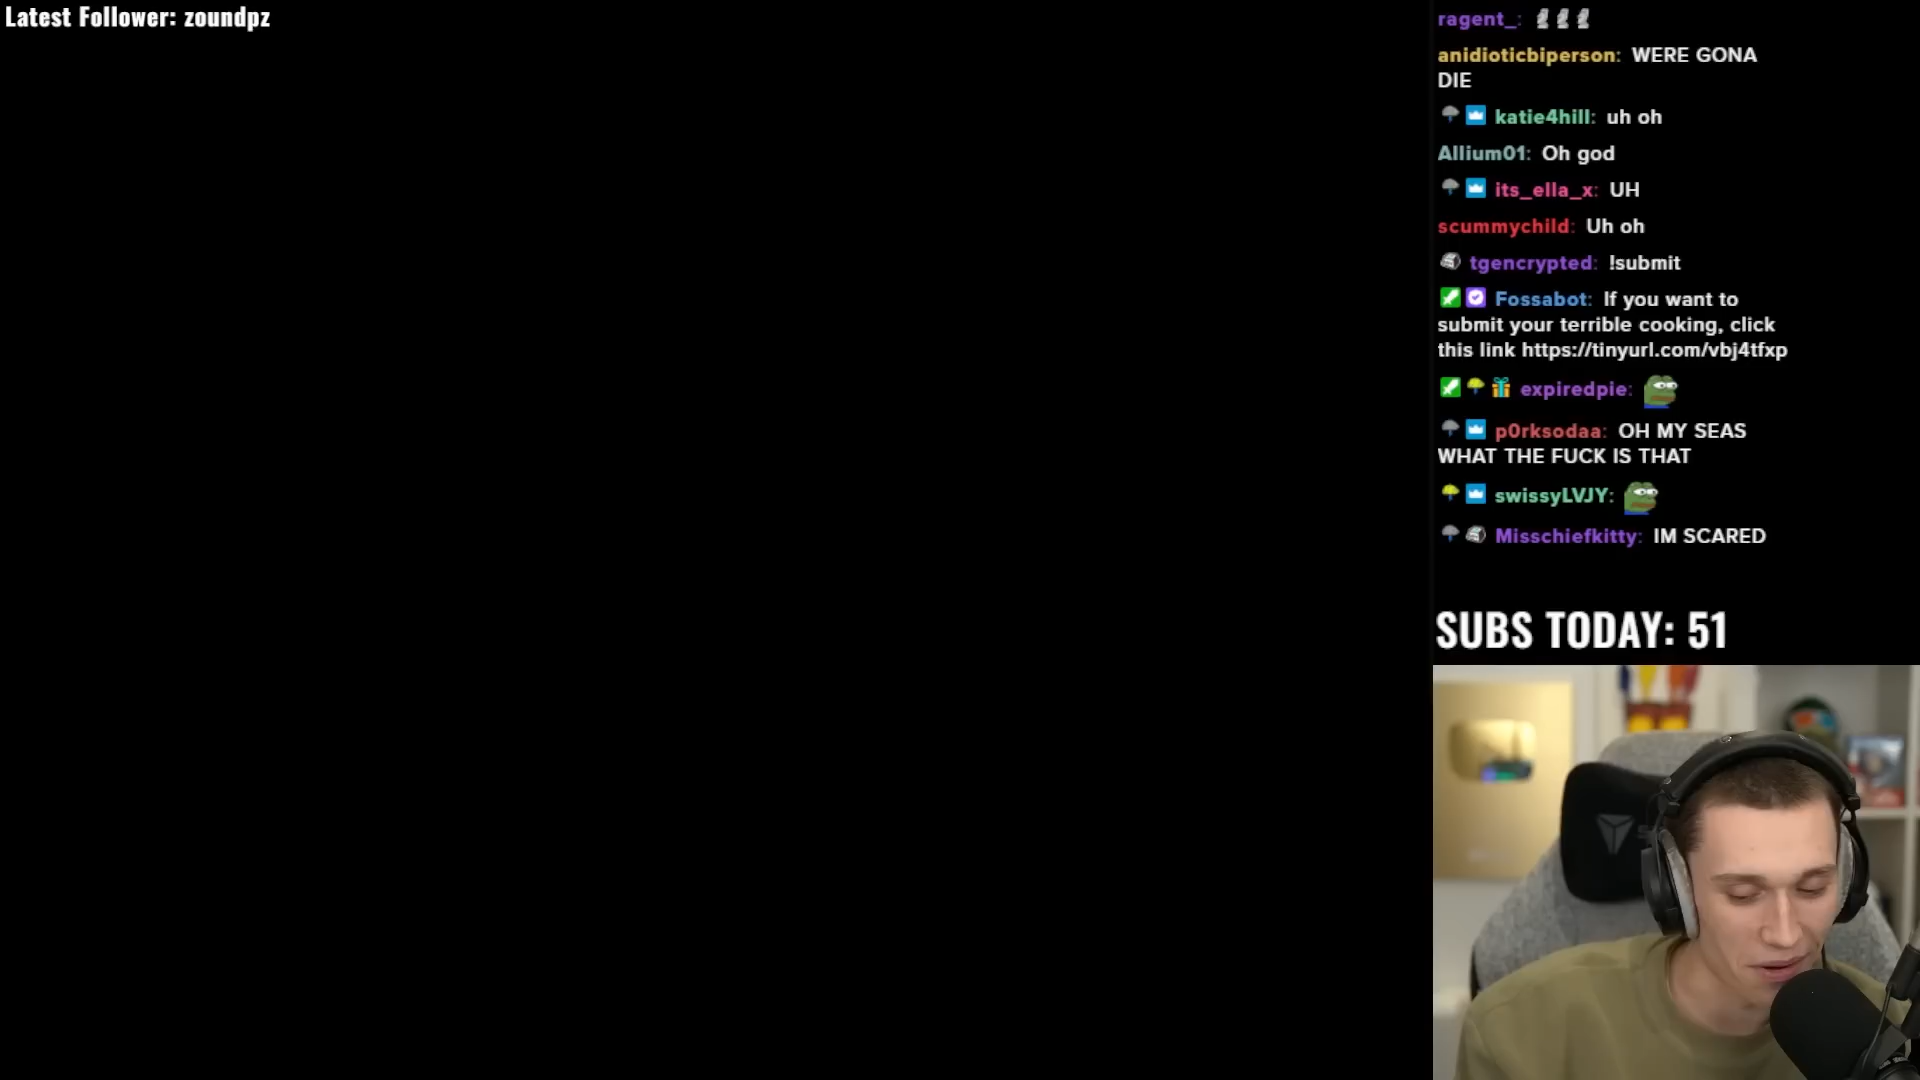 Latest Follower: zoundpz
ragent_:
anidioticbiperson: WERE GONA
DIE
katie4hill: uh oh
Allium01: Oh god
its_ella_x: UH
scummychild: Uh oh
tgencrypted: !submit
Fossabot: If you want to
submit your terrible cooking, click
this link https://tinyurl.com/vbj4tfxp
expiredpie:
p0rksodaa: OH MY SEAS
WHAT THE FUCK IS THAT
swissyLVJY:
Misschiefkitty: IM SCARED
SUBS TODAY: 51